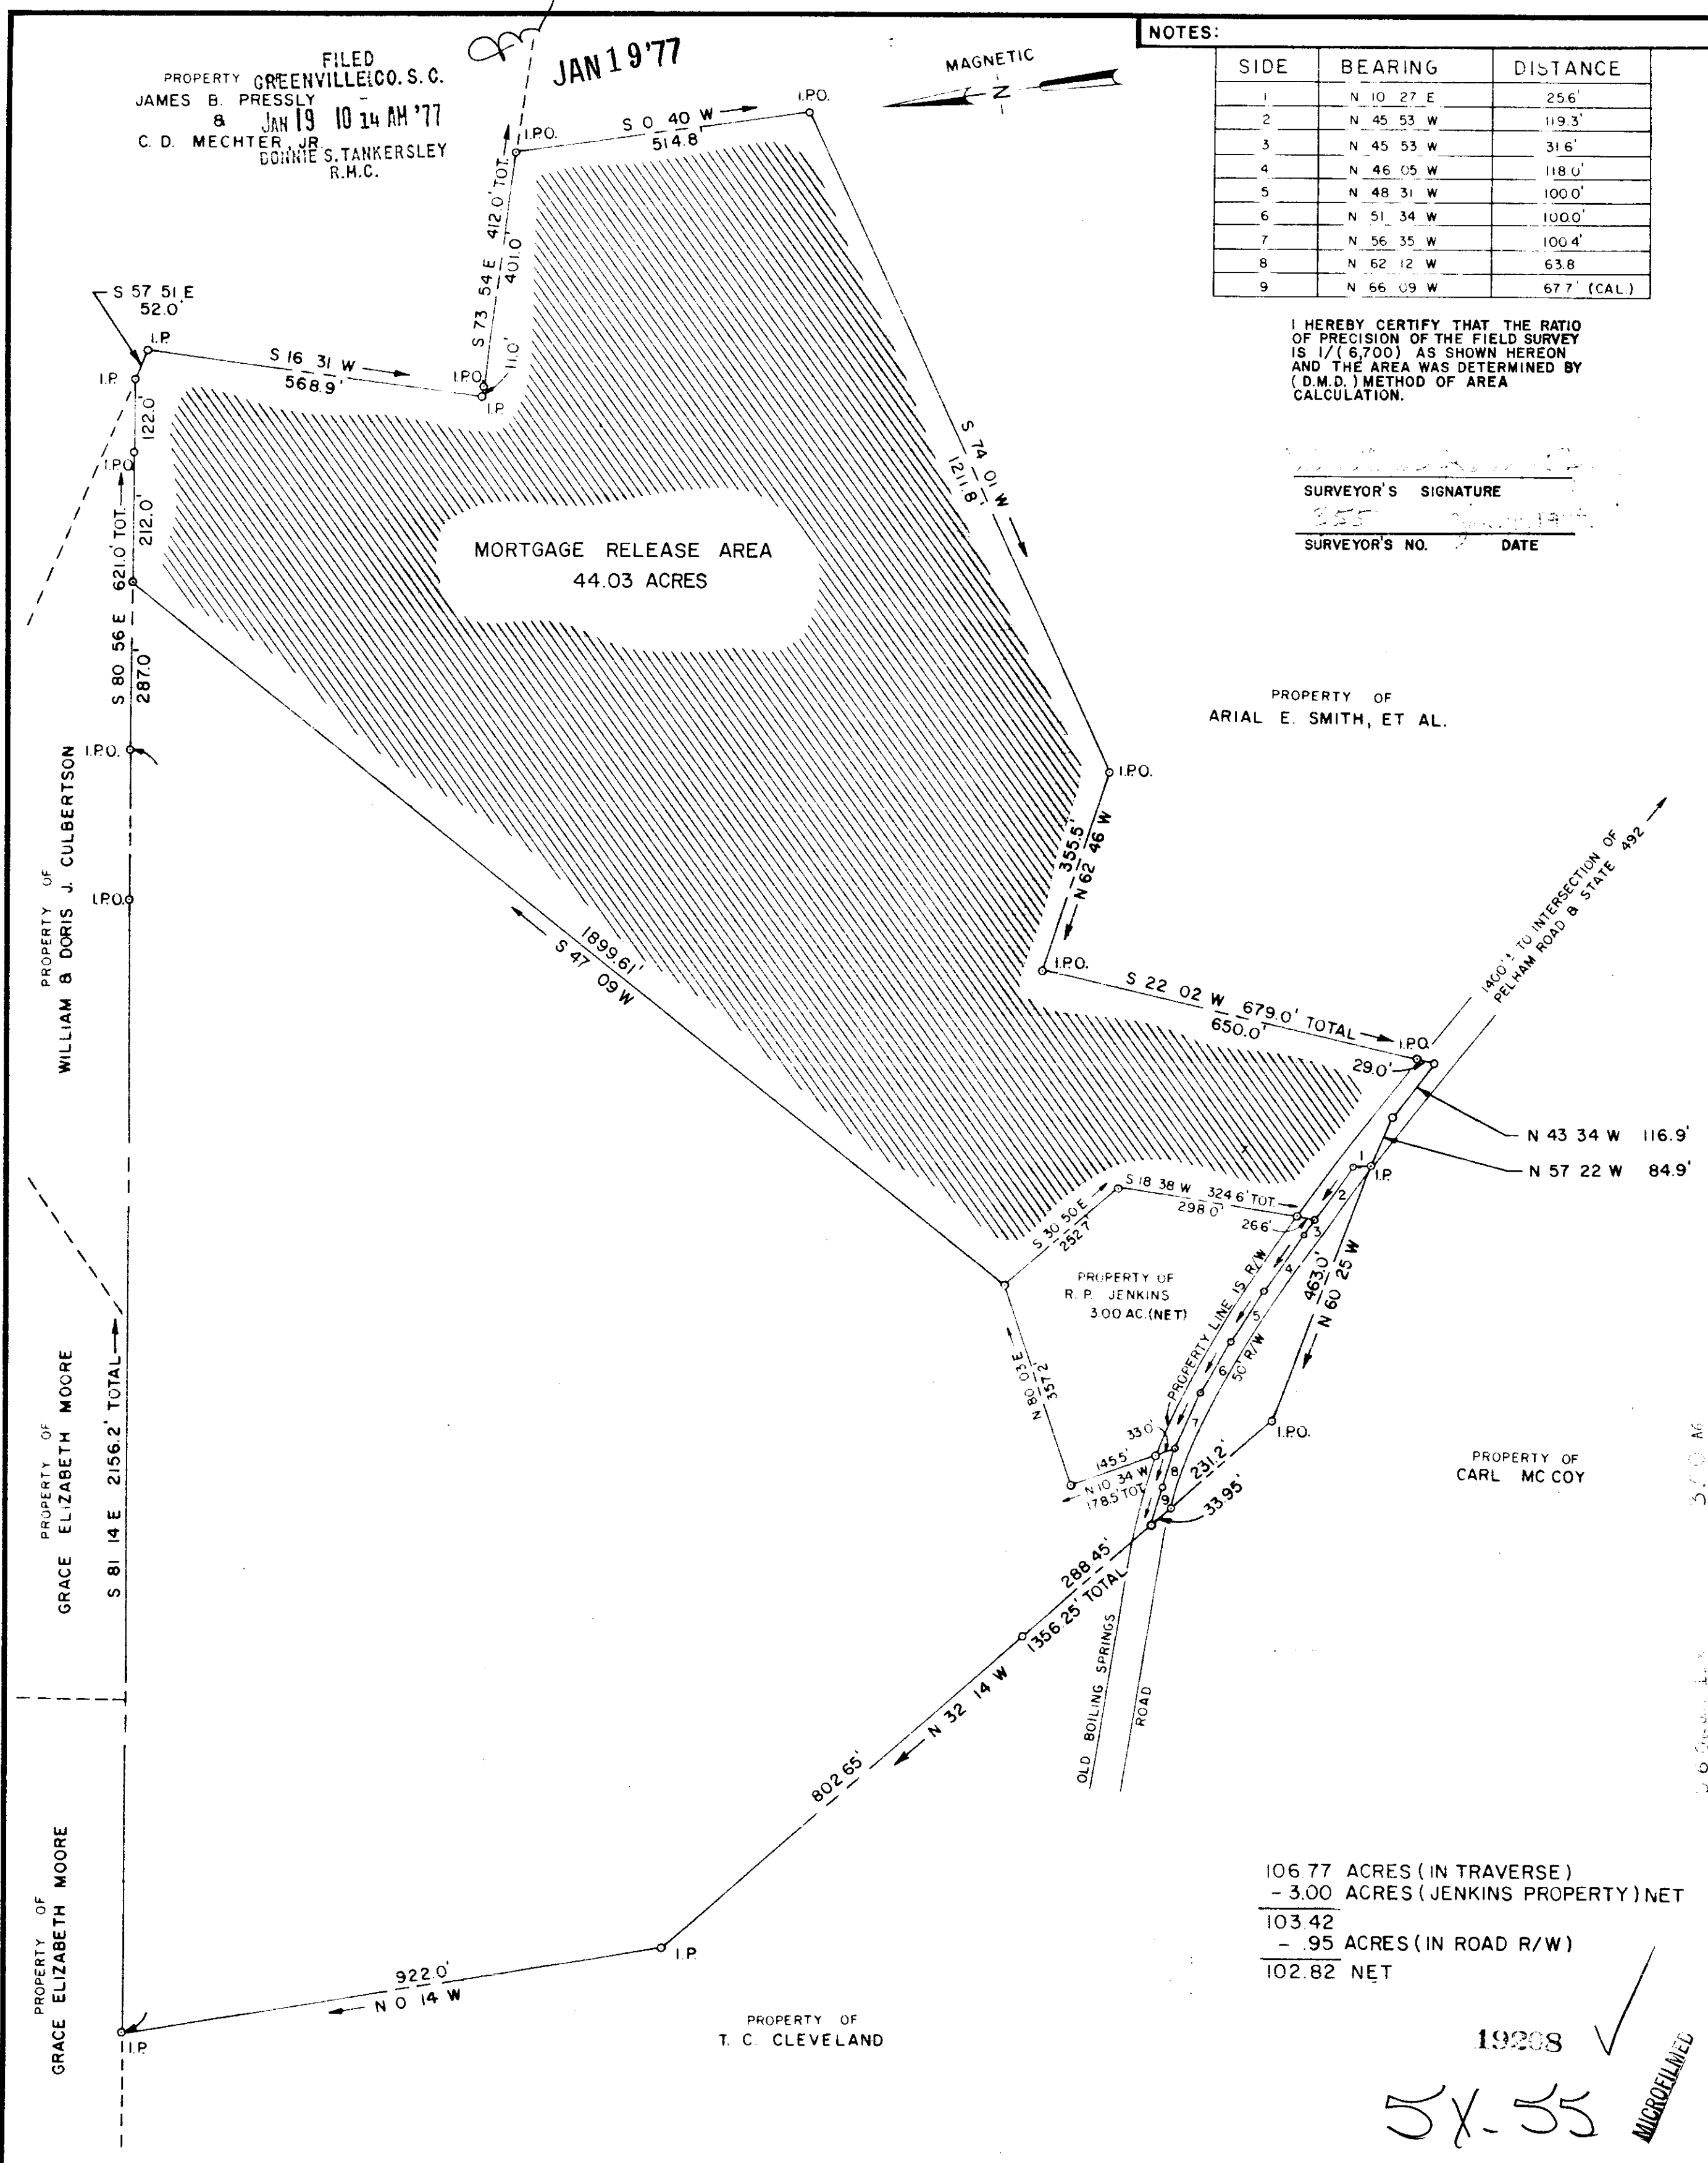 FILED
PROPERTY GREENVILLE CO. S. C.
JAMES B. PRESSLY
& JAN 19 10 14 AM '77
C. D. MECHTER, JR.
DONNIE S. TANKERSLEY
R.M.C.
JAN 19 '77
MAGNETIC
N
NOTES:
SIDE BEARING DISTANCE
1 N 10 27 E 25.6'
2 N 45 53 W 119.3'
3 N 45 53 W 31.6'
4 N 46 05 W 118.0'
5 N 48 31 W 100.0'
6 N 51 34 W 100.0'
7 N 56 35 W 100.4'
8 N 62 12 W 63.8
9 N 66 09 W 67.7' (CAL.)
I HEREBY CERTIFY THAT THE RATIO
OF PRECISION OF THE FIELD SURVEY
IS 1/(6,700) AS SHOWN HEREON
AND THE AREA WAS DETERMINED BY
(D.M.D.) METHOD OF AREA
CALCULATION.
SURVEYOR'S SIGNATURE
355
SURVEYOR'S NO. DATE
I.P.O.
S 0 40 W
514.8'
I.P.O.
S 73 54 E 412.0' TOT.
401.0'
11.0'
I.P.O.
I.P.
S 57 51 E
52.0'
I.P.
S 16 31 W
568.9'
I.P.
122.0'
I.P.O.
212.0'
S 80 56 E 621.0' TOT.
287.0'
I.P.O.
I.P.O.
MORTGAGE RELEASE AREA
44.03 ACRES
S 74 01 W
1211.8'
PROPERTY OF
ARIAL E. SMITH, ET AL.
I.P.O.
355.5'
N 62 46 W
I.P.O.
PROPERTY OF
WILLIAM & DORIS J. CULBERTSON
1899.61'
S 47 09 W
S 22 02 W 679.0' TOTAL
650.0'
I.P.O.
29.0'
1400'± TO INTERSECTION OF
PELHAM ROAD & STATE 492
N 43 34 W 116.9'
N 57 22 W 84.9'
I.P.
1
2
3
4
5
6
7
8
9
S 18 38 W 324.6' TOT.
298.0'
26.6'
S 30 50 E
252.7'
PROPERTY OF
R. P. JENKINS
3.00 AC.(NET)
PROPERTY LINE IS R/W
50' R/W
463.0'
N 60 25 W
N 80 03 E
357.2'
33.0'
145.5'
N 10 34 W
178.5' TOT.
I.P.O.
231.2'
33.95'
PROPERTY OF
CARL MC COY
PROPERTY OF
GRACE ELIZABETH MOORE
S 81 14 E 2156.2' TOTAL
288.45'
1356.25' TOTAL
N 32 14 W
802.65'
OLD BOILING SPRINGS
ROAD
PROPERTY OF
GRACE ELIZABETH MOORE
I.P.
922.0'
N 0 14 W
I.P.
PROPERTY OF
T. C. CLEVELAND
106.77 ACRES (IN TRAVERSE)
- 3.00 ACRES (JENKINS PROPERTY) NET
103.42
- .95 ACRES (IN ROAD R/W)
102.82 NET
19208
5X-55
MICROFILMED